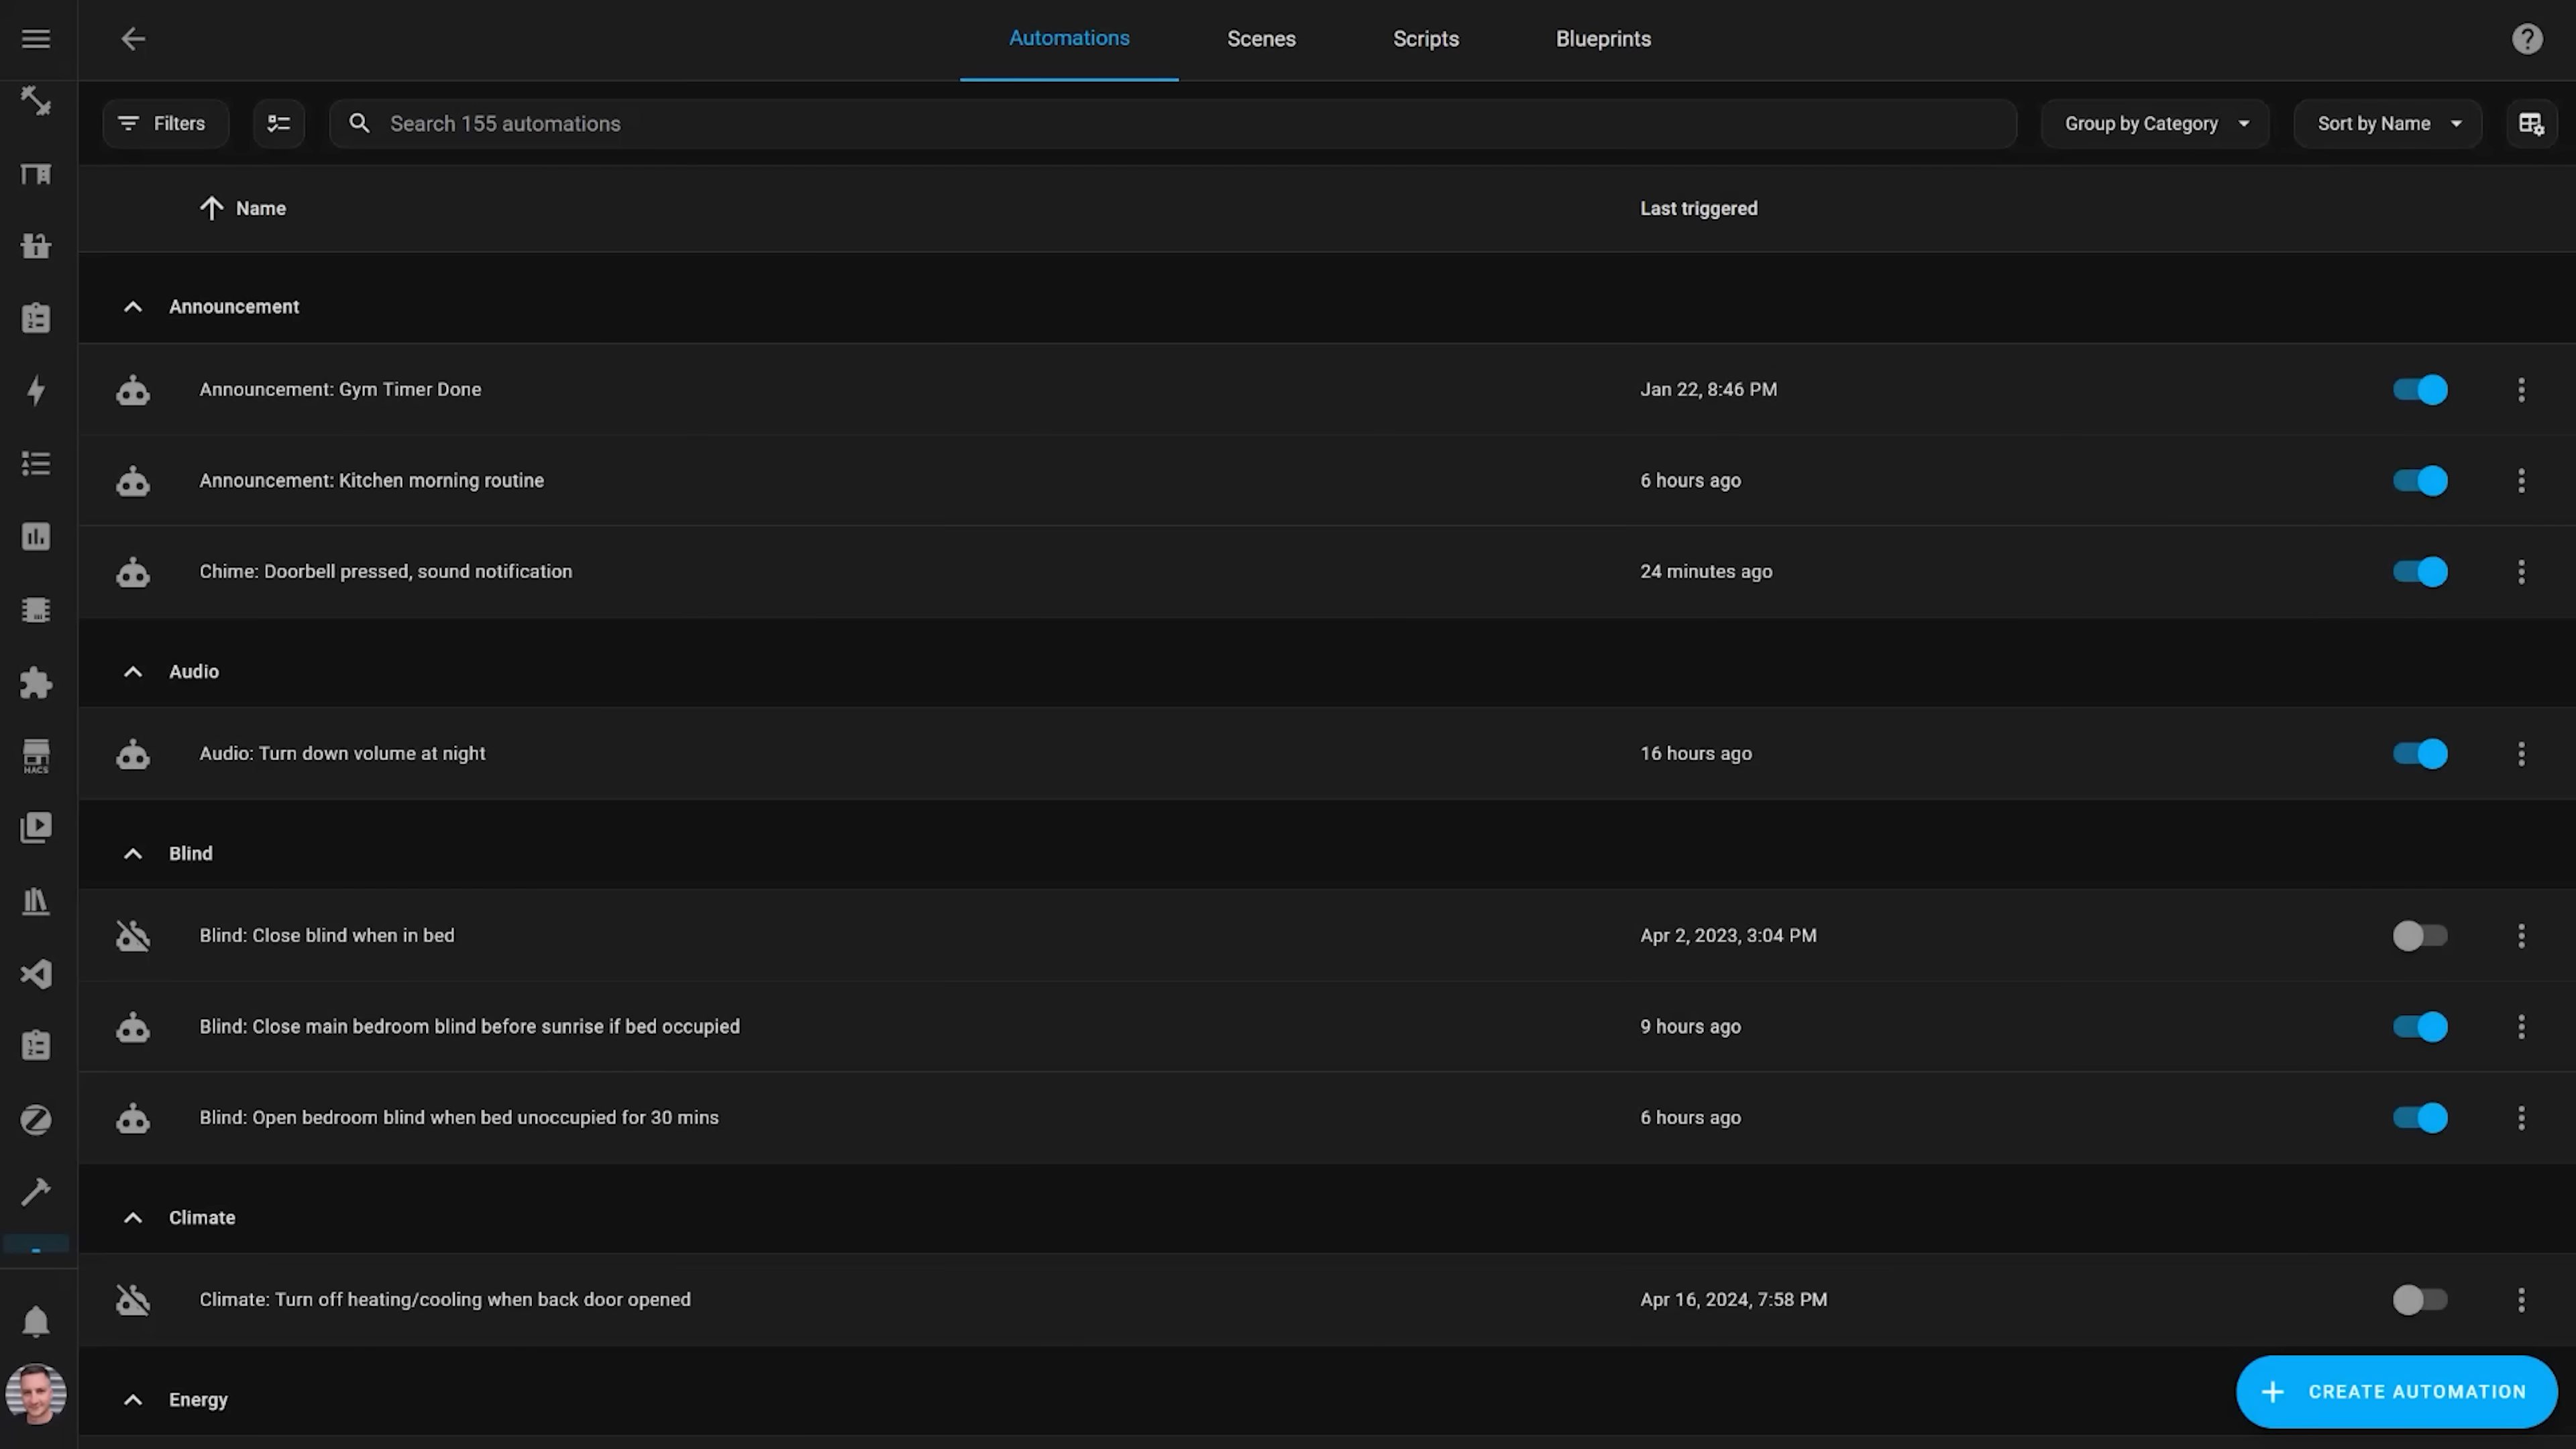 Automations Scenes Scripts Blueprints
Filters Search 155 automations Group by Category Sort by Name
Name Last triggered
Announcement
Announcement: Gym Timer Done Jan 22, 8:46 PM
Announcement: Kitchen morning routine 6 hours ago
Chime: Doorbell pressed, sound notification 24 minutes ago
Audio
Audio: Turn down volume at night 16 hours ago
HACS
Blind
Blind: Close blind when in bed Apr 2, 2023, 3:04 PM
Blind: Close main bedroom blind before sunrise if bed occupied 9 hours ago
Blind: Open bedroom blind when bed unoccupied for 30 mins 6 hours ago
Climate
Climate: Turn off heating/cooling when back door opened Apr 16, 2024, 7:58 PM
Energy
CREATE AUTOMATION